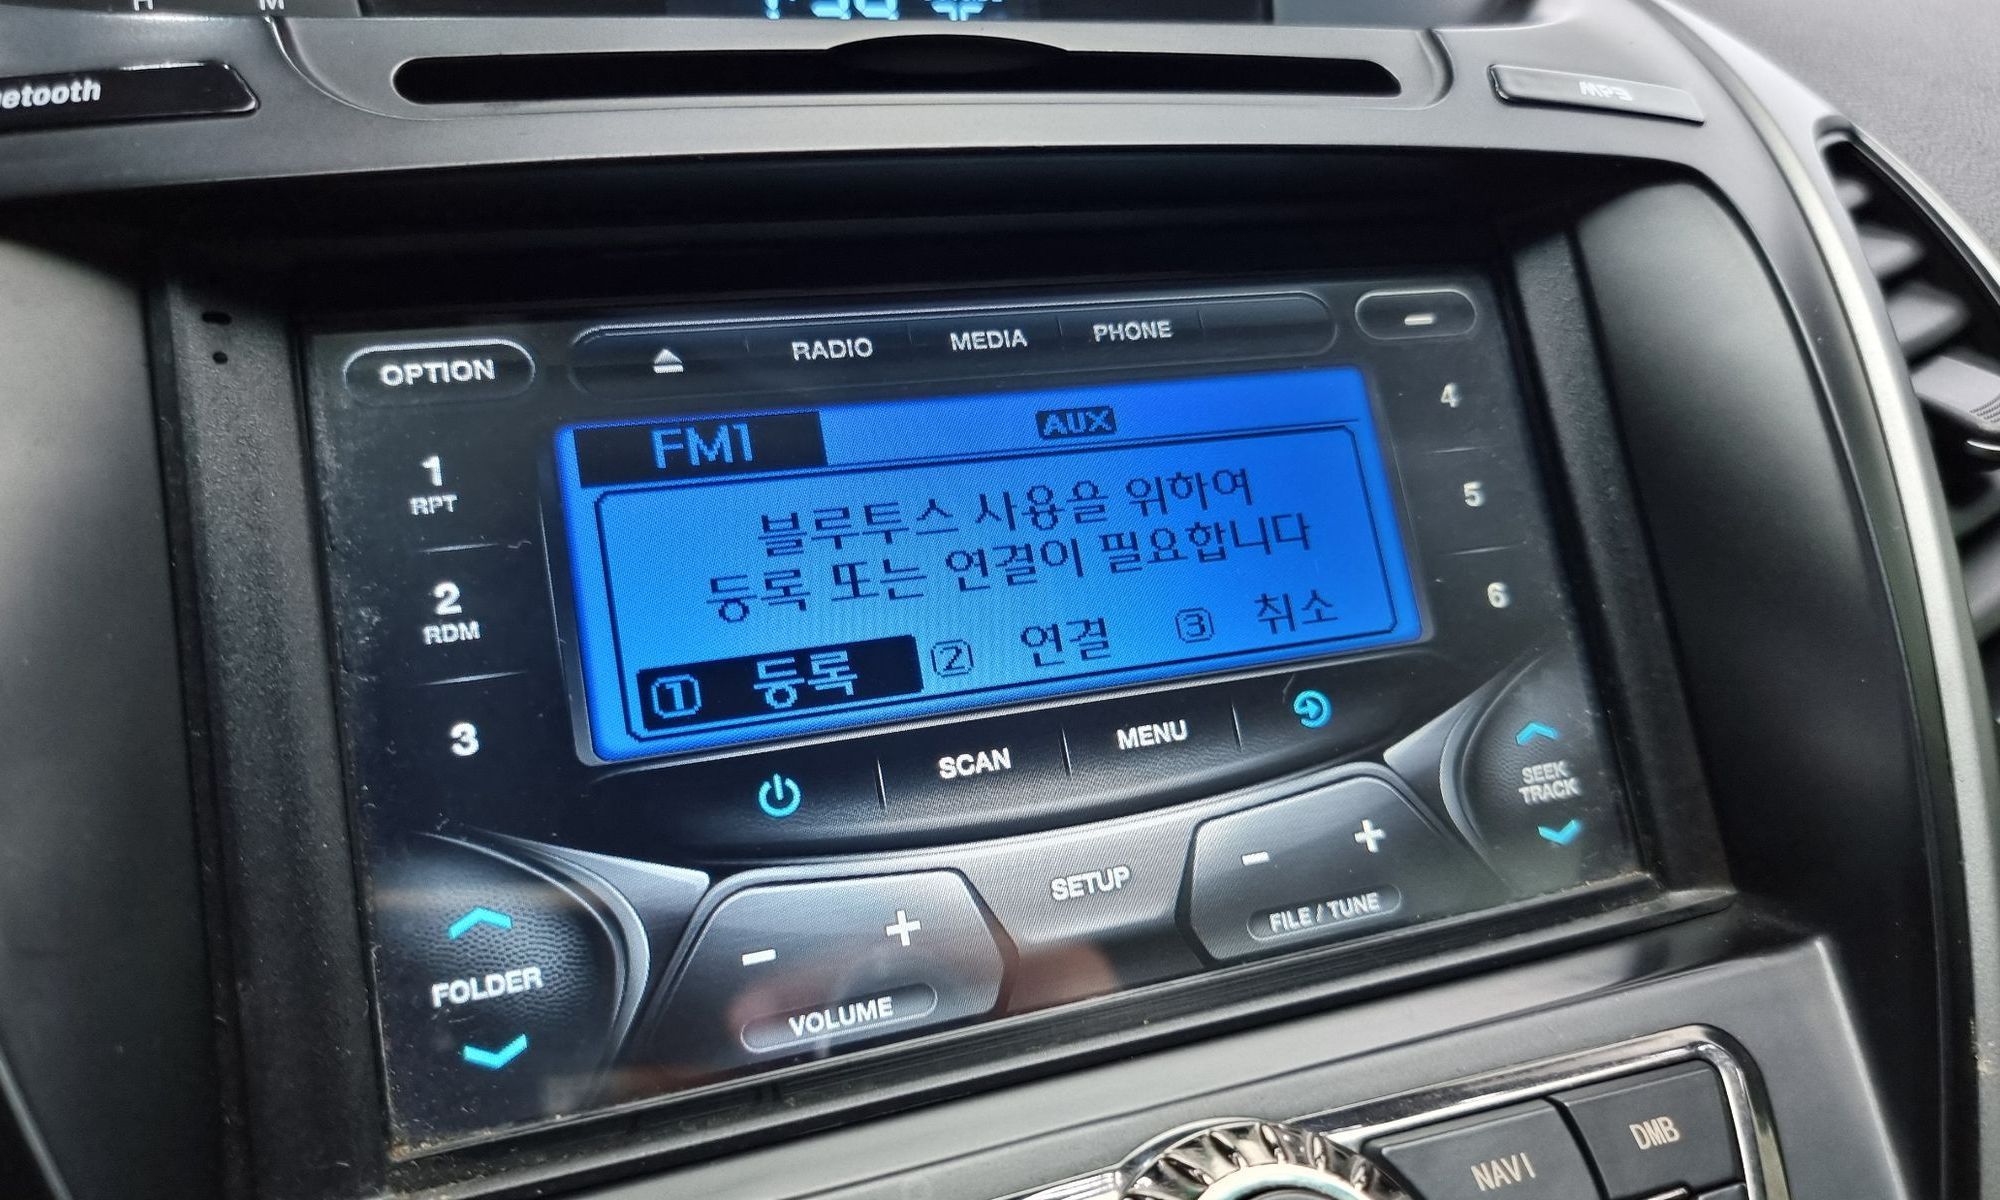 H M
MP3
OPTION
RADIO
MEDIA
PHONE
FM1
AUX
블루투스 사용을 위하여
등록 또는 연결이 필요합니다
1 등록 2 연결 3 취소
1
RPT
2
RDM
3
4
5
6
SCAN
MENU
SEEK
TRACK
SETUP
FILE / TUNE
FOLDER
VOLUME
NAVI
DMB